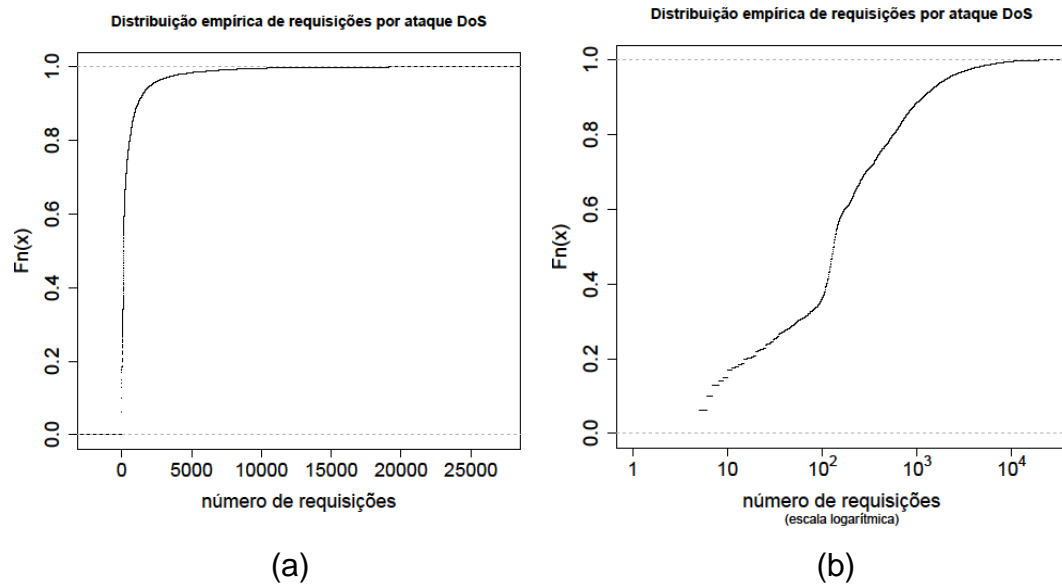 Distribuição empírica de requisições por ataque DoS
Fn(x)
1.0
0.8
0.6
0.4
0.2
0.0
0 5000 10000 15000 20000 25000
número de requisições
(a)
Distribuição empírica de requisições por ataque DoS
Fn(x)
1.0
0.8
0.6
0.4
0.2
0.0
1 10 10² 10³ 10⁴
número de requisições
(escala logarítmica)
(b)